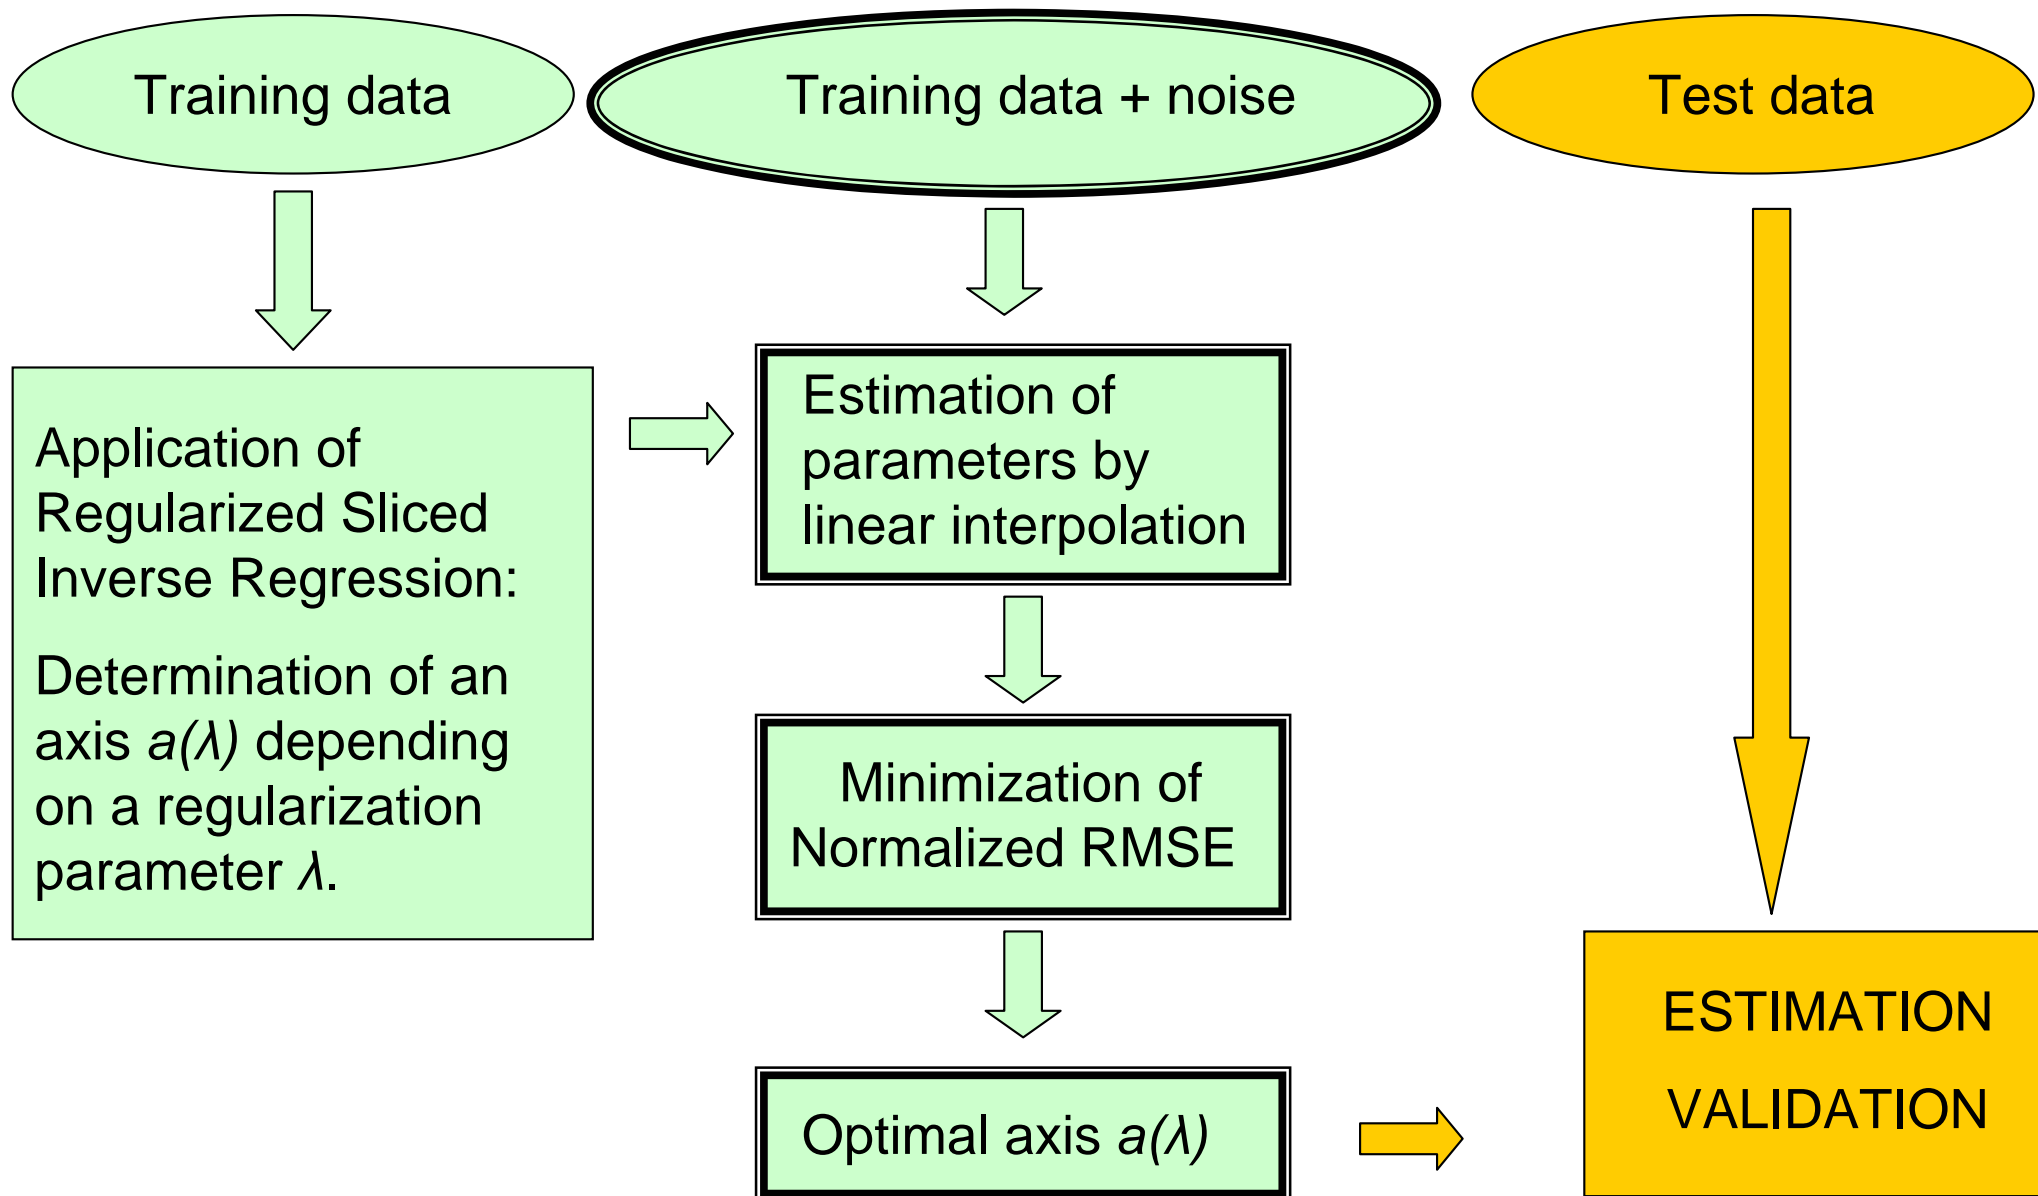 Training data
Training data + noise
Test data
Application of
Regularized Sliced
Inverse Regression:
Determination of an
axis a(λ) depending
on a regularization
parameter λ.
Estimation of
parameters by
linear interpolation
Minimization of
Normalized RMSE
Optimal axis a(λ)
ESTIMATION
VALIDATION